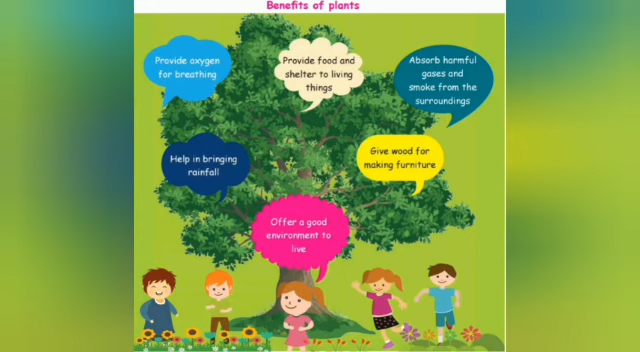 Benefits of plants
Provide oxygen
for breathing
Provide food and
shelter to living
things
Absorb harmful
gases and
smoke from the
surroundings
Help in bringing
rainfall
Give wood for
making furniture
Offer a good
environment to
live